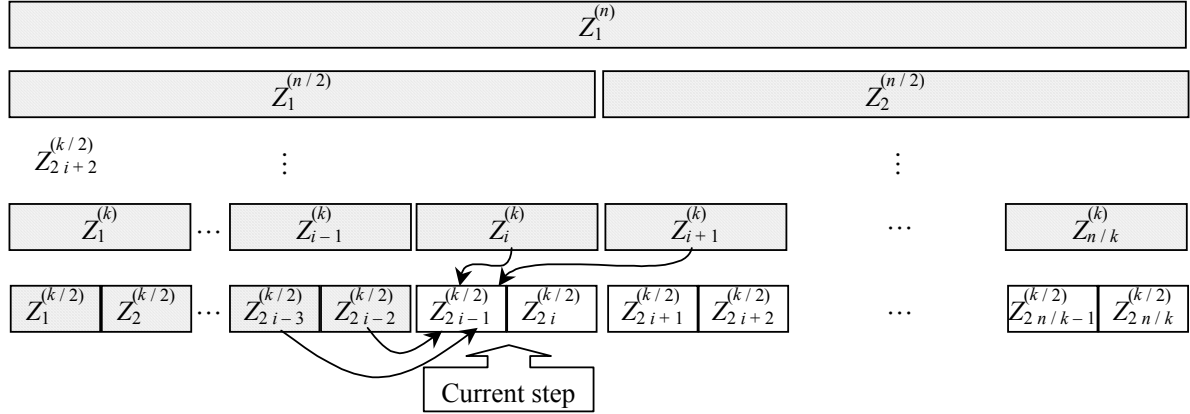 Z_1^{(n)}
Z_1^{(n/2)} Z_2^{(n/2)}
Z_{2i+2}^{(k/2)} ⋮ ⋮
Z_1^{(k)} ... Z_{i-1}^{(k)} Z_i^{(k)} Z_{i+1}^{(k)} ... Z_{n/k}^{(k)}
Z_1^{(k/2)} Z_2^{(k/2)} ... Z_{2i-3}^{(k/2)} Z_{2i-2}^{(k/2)} Z_{2i-1}^{(k/2)} Z_{2i}^{(k/2)} Z_{2i+1}^{(k/2)} Z_{2i+2}^{(k/2)} ... Z_{2n/k-1}^{(k/2)} Z_{2n/k}^{(k/2)}
Current step